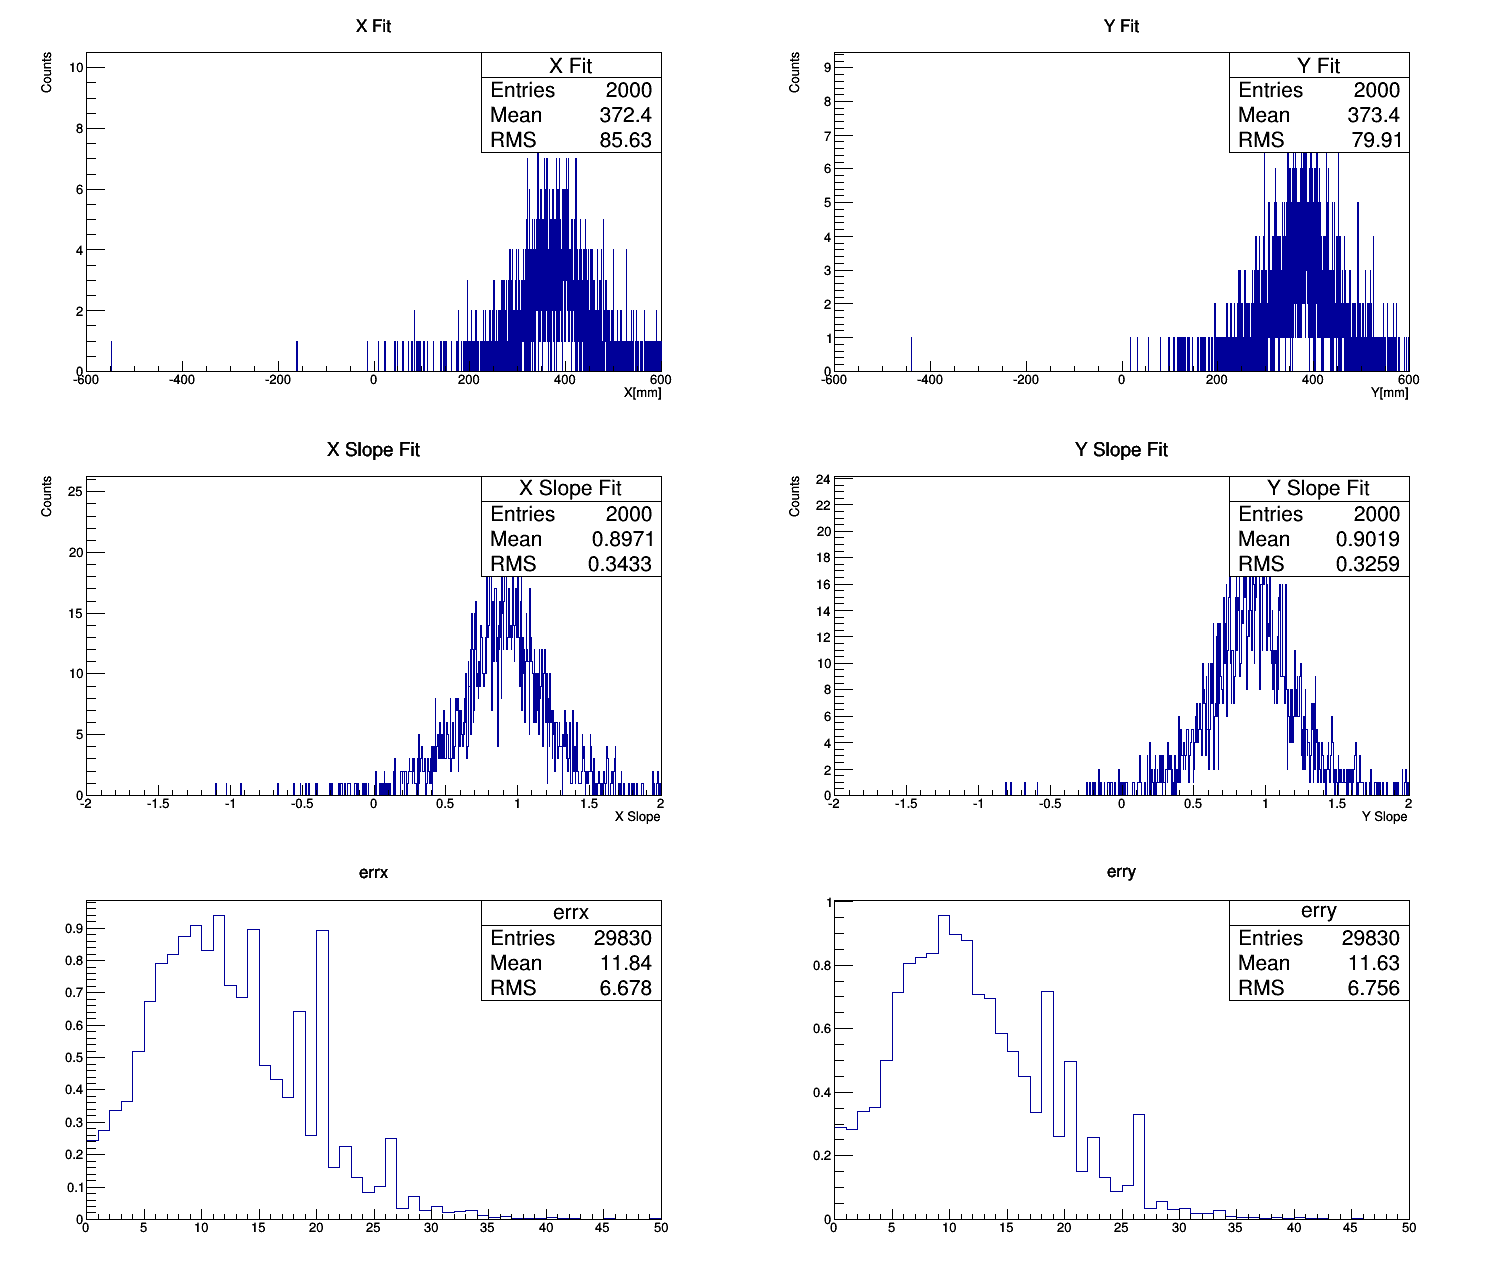 X Fit
Counts
X Fit
Entries 2000
Mean 372.4
RMS 85.63
10
8
6
4
2
0
-600 -400 -200 0 200 400 600
X[mm]
Y Fit
Counts
Y Fit
Entries 2000
Mean 373.4
RMS 79.91
9
8
7
6
5
4
3
2
1
0
-600 -400 -200 0 200 400 600
Y[mm]
X Slope Fit
Counts
X Slope Fit
Entries 2000
Mean 0.8971
RMS 0.3433
25
20
15
10
5
0
-2 -1.5 -1 -0.5 0 0.5 1 1.5 2
X Slope
Y Slope Fit
Counts
Y Slope Fit
Entries 2000
Mean 0.9019
RMS 0.3259
24
22
20
18
16
14
12
10
8
6
4
2
0
-2 -1.5 -1 -0.5 0 0.5 1 1.5 2
Y Slope
errx
errx
Entries 29830
Mean 11.84
RMS 6.678
0.9
0.8
0.7
0.6
0.5
0.4
0.3
0.2
0.1
0
0 5 10 15 20 25 30 35 40 45 50
erry
erry
Entries 29830
Mean 11.63
RMS 6.756
1
0.8
0.6
0.4
0.2
0
0 5 10 15 20 25 30 35 40 45 50